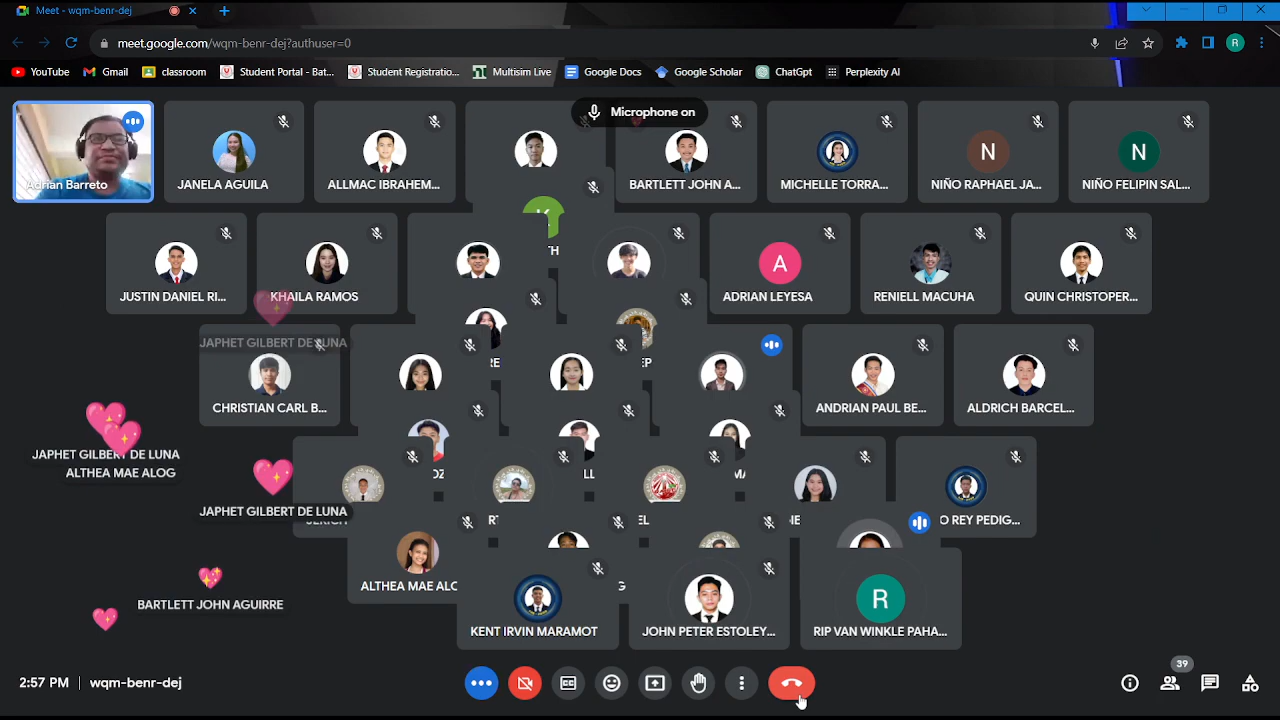 Meet - wqm-benr-dej
meet.google.com/wqm-benr-dej?authuser=0
R
YouTube Gmail classroom Student Portal – Bat... Student Registratio... Multisim Live Google Docs Google Scholar ChatGPT Perplexity AI
Microphone on
Adrian Barreto
JANELA AGUILA
ALLMAC IBRAHEM...
BARTLETT JOHN A...
MICHELLE TORRA...
N
NIÑO RAPHAEL JA...
N
NIÑO FELIPIN SAL...
JUSTIN DANIEL RI...
KHAILA RAMOS
A
ADRIAN LEYESA
RENIELL MACUHA
QUIN CHRISTOPER...
JAPHET GILBERT DE LUNA
CHRISTIAN CARL B...
ANDRIAN PAUL BE...
ALDRICH BARCEL...
JAPHET GILBERT DE LUNA
ALTHEA MAE ALOG
JAPHET GILBERT DE LUNA
O REY PEDIG...
ALTHEA MAE ALO
BARTLETT JOHN AGUIRRE
KENT IRVIN MARAMOT
JOHN PETER ESTOLEY...
R
RIP VAN WINKLE PAHA...
2:57 PM wqm-benr-dej
39